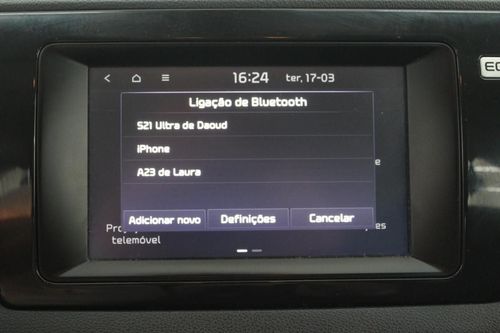 16:24 ter, 17-03
Ligação de Bluetooth
S21 Ultra de Daoud
iPhone
A23 de Laura
Adicionar novo Definições Cancelar
telemóvel